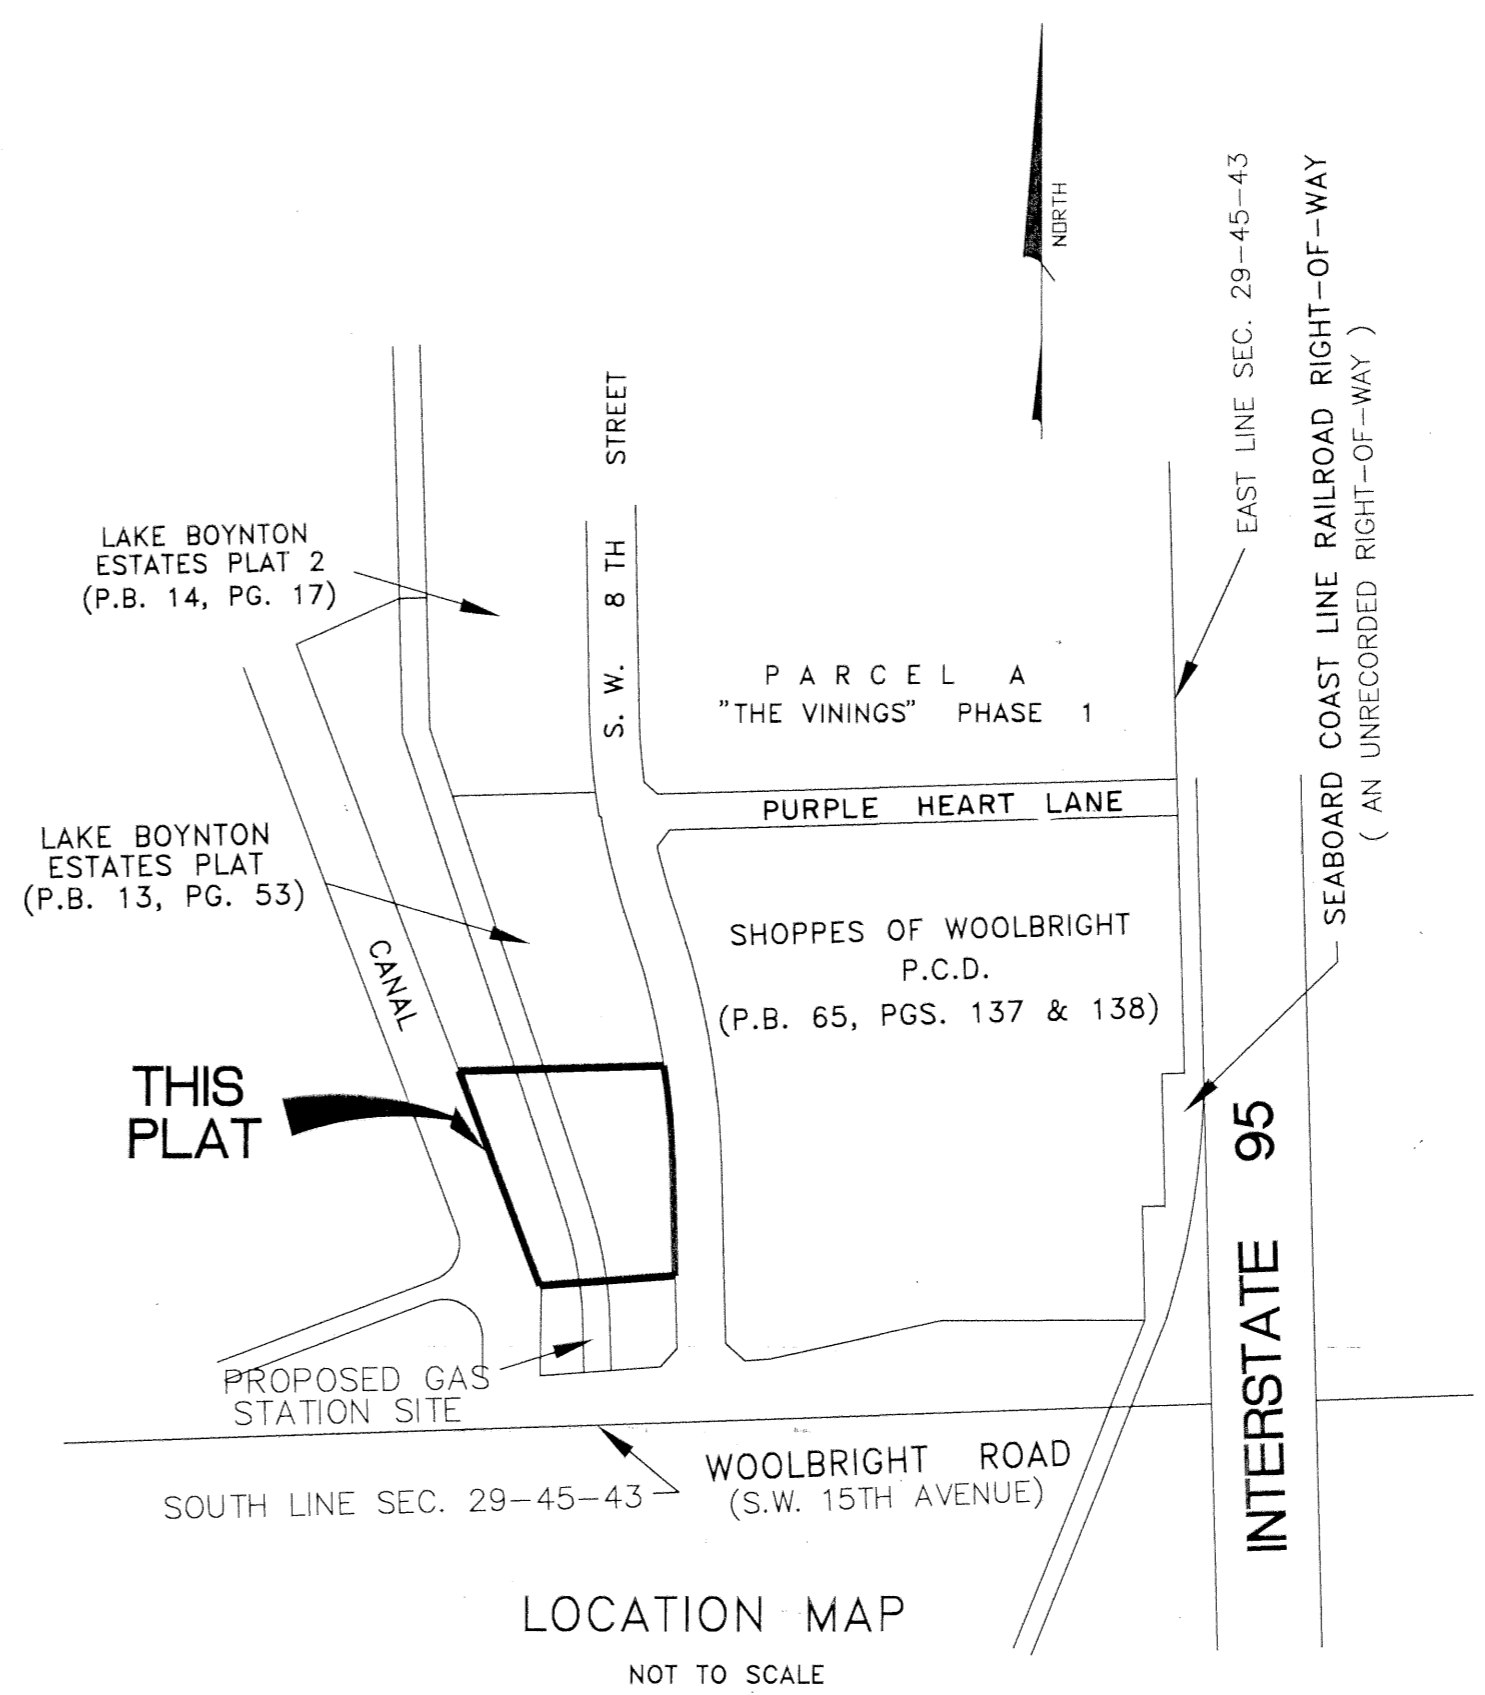 NORTH
EAST LINE SEC. 29-45-43
SEABOARD COAST LINE RAILROAD RIGHT-OF-WAY
( AN UNRECORDED RIGHT-OF-WAY )
S. W. 8 TH STREET
LAKE BOYNTON
ESTATES PLAT 2
(P.B. 14, PG. 17)
PARCEL A
"THE VININGS" PHASE 1
PURPLE HEART LANE
LAKE BOYNTON
ESTATES PLAT
(P.B. 13, PG. 53)
CANAL
SHOPPES OF WOOLBRIGHT
P.C.D.
(P.B. 65, PGS. 137 & 138)
THIS
PLAT
INTERSTATE 95
PROPOSED GAS
STATION SITE
WOOLBRIGHT ROAD
(S.W. 15TH AVENUE)
SOUTH LINE SEC. 29-45-43
LOCATION MAP
NOT TO SCALE